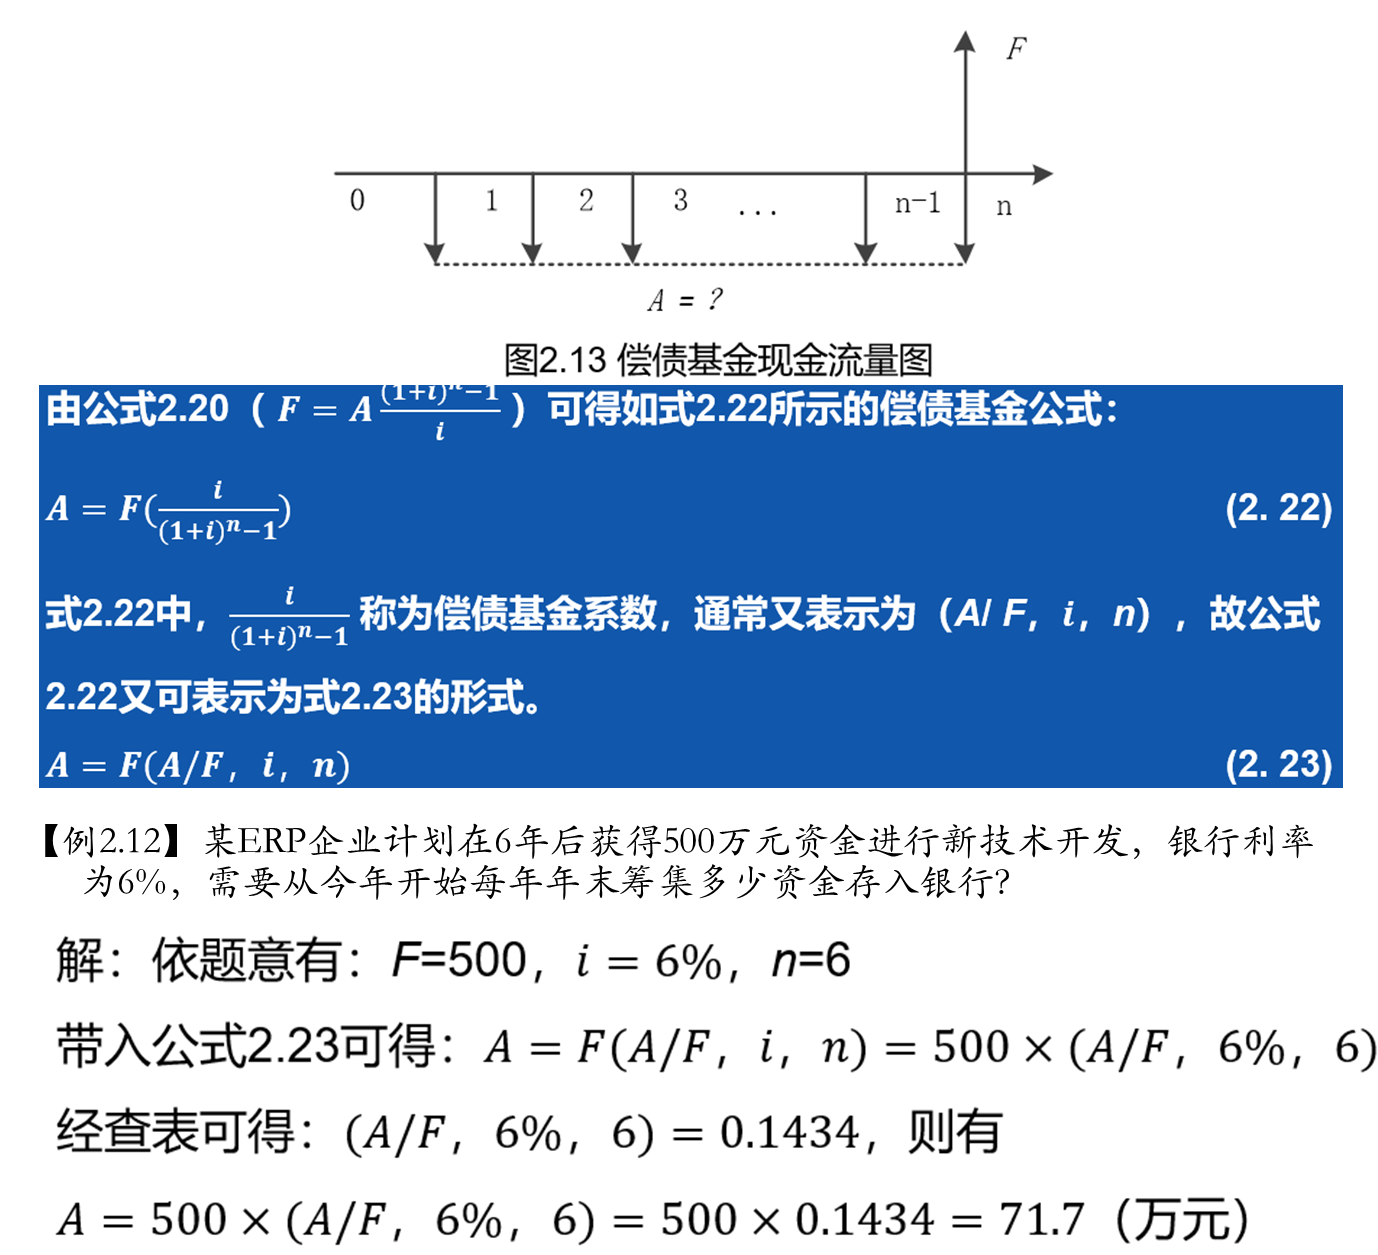 F
0 1 2 3 ... n-1 n
A = ?
图2.13 偿债基金现金流量图
由公式2.20（ F = A \frac{(1+i)^n-1}{i} ）可得如式2.22所示的偿债基金公式：
A = F(\frac{i}{(1+i)^n-1}) (2. 22)
式2.22中，\frac{i}{(1+i)^n-1} 称为偿债基金系数，通常又表示为（A/ F，i，n），故公式
2.22又可表示为式2.23的形式。
A = F(A/F，i，n) (2. 23)
【例2.12】某ERP企业计划在6年后获得500万元资金进行新技术开发，银行利率
为6%，需要从今年开始每年年末筹集多少资金存入银行?
解：依题意有：F=500，i = 6%，n=6
带入公式2.23可得：A = F(A/F，i，n) = 500 × (A/F，6%，6)
经查表可得：(A/F，6%，6) = 0.1434，则有
A = 500 × (A/F，6%，6) = 500 × 0.1434 = 71.7（万元）